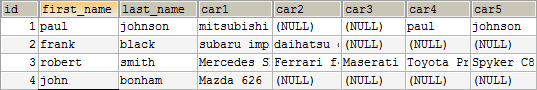 id first_name last_name car1 car2 car3 car4 car5
1 paul johnson mitsubishi (NULL) (NULL) paul johnson
2 frank black subaru imp daihatsu (NULL) (NULL) (NULL)
3 robert smith Mercedes S Ferrari f Maserati Toyota Pr Spyker C8
4 john bonham Mazda 626 (NULL) (NULL) (NULL) (NULL)